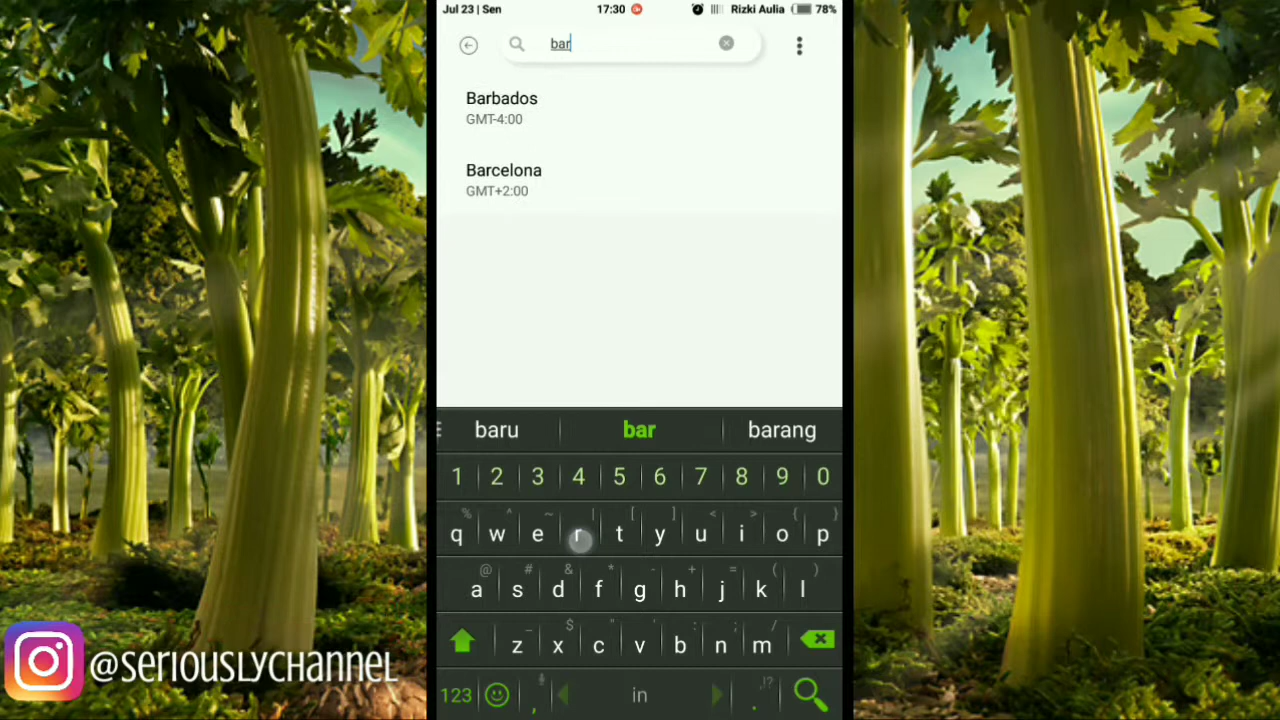 Jul 23 | Sen 17:30 Rizki Aulia 78%
bar
Barbados
GMT-4:00
Barcelona
GMT+2:00
baru bar barang
1 2 3 4 5 6 7 8 9 0
% ^ ~ | [ ] < > { }
q w e r t y u i o p
@ # & * - + = ( )
a s d f g h j k l
_ $ " ' : ; /
z x c v b n m
123 , in . ,!?
@SERIOUSLYCHANNEL